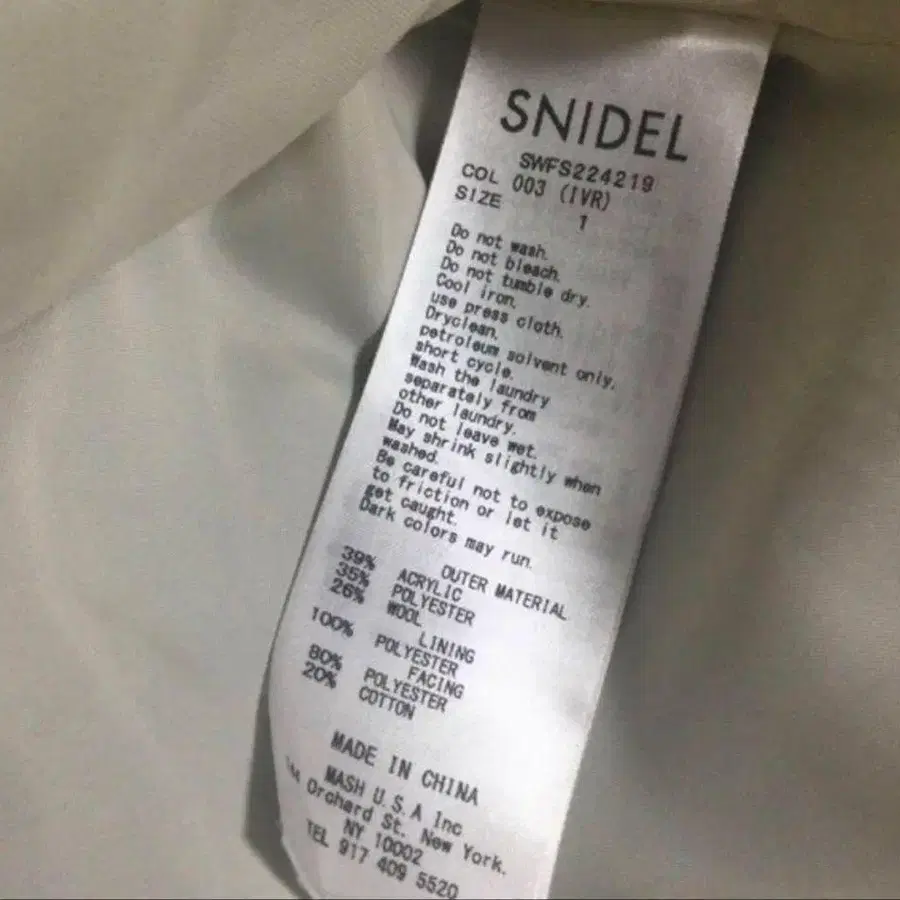 SNIDEL
SWFS224219
COL 003 (IVR)
SIZE 1
Do not wash.
Do not bleach.
Do not tumble dry.
Cool iron.
use press cloth.
Dryclean.
petroleum solvent only.
short cycle.
Wash the laundry
separately from
other laundry.
Do not leave wet.
May shrink slightly when
washed.
Be careful not to expose
to friction or let it
get caught.
Dark colors may run.
OUTER MATERIAL
39% ACRYLIC
35% POLYESTER
26% WOOL
LINING
100% POLYESTER
FACING
80% POLYESTER
20% COTTON
MADE IN CHINA
MASH U.S.A Inc
Orchard St. New York.
NY 10002
TEL 917 409 5520